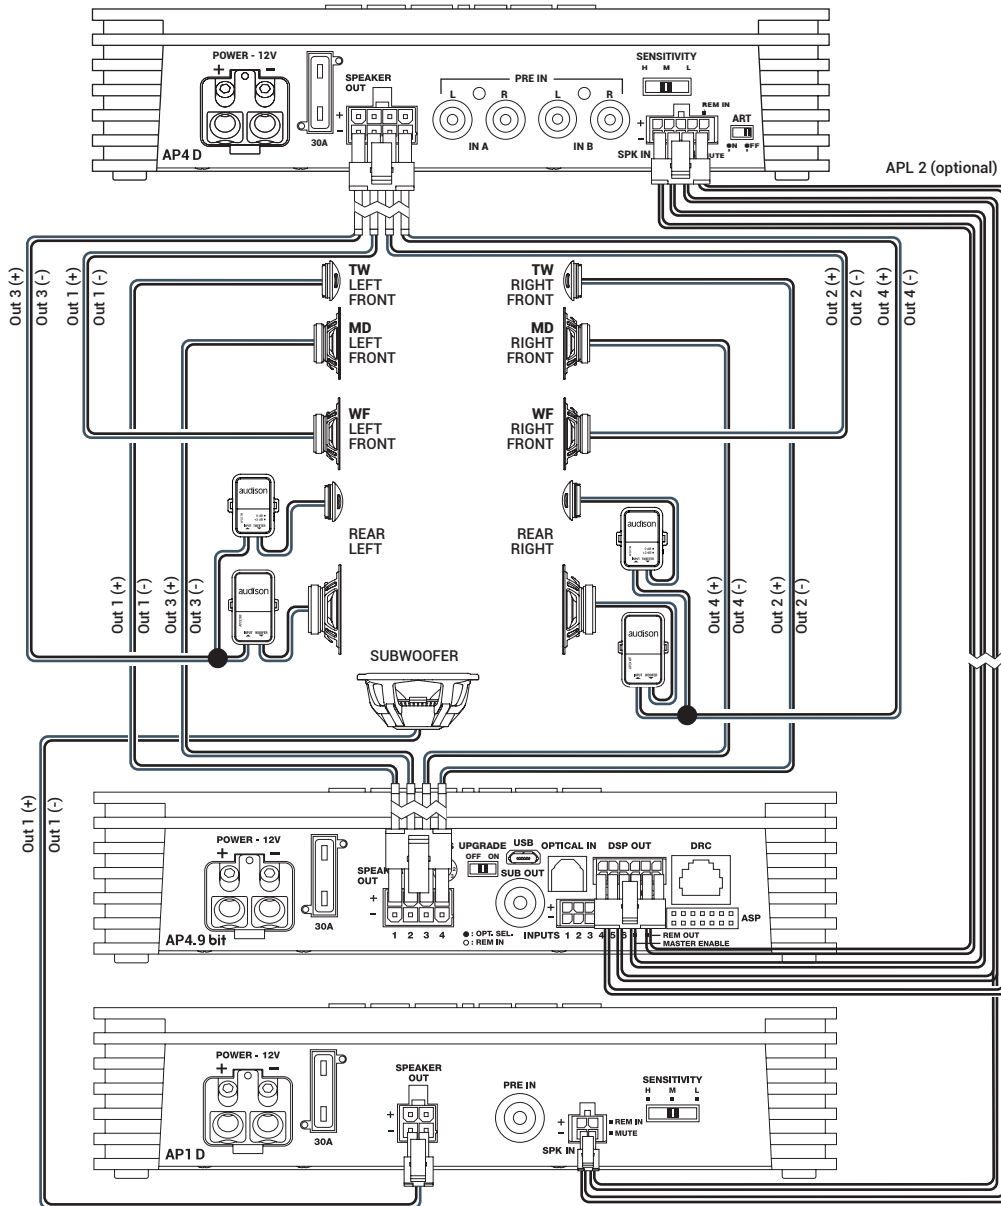 POWER - 12V
+ −
30A
SPEAKER
OUT
+
-
PRE IN
L R L R
IN A IN B
SENSITIVITY
H M L
REM IN
+
-
SPK IN
ART
ON OFF
AP4 D
APL 2 (optional)
Out 3 (+)
Out 3 (-)
Out 1 (+)
Out 1 (-)
TW
LEFT
FRONT
MD
LEFT
FRONT
WF
LEFT
FRONT
TW
RIGHT
FRONT
MD
RIGHT
FRONT
WF
RIGHT
FRONT
Out 2 (+)
Out 2 (-)
Out 4 (+)
Out 4 (-)
audison
audison
REAR
LEFT
REAR
RIGHT
audison
audison
Out 1 (+)
Out 1 (-)
Out 3 (+)
Out 3 (-)
Out 4 (+)
Out 4 (-)
Out 2 (+)
Out 2 (-)
SUBWOOFER
Out 1 (+)
Out 1 (-)
POWER - 12V
+ −
30A
OUT
+
-
1 2 3 4
UPGRADE
OFF ON
USB
SUB OUT
OPTICAL IN
DSP OUT
DRC
+
-
ASP
●: OPT. SEL.
○: REM IN
INPUTS 1 2 3 4 5 6
REM OUT
MASTER ENABLE
AP4.9 bit
POWER - 12V
+ −
30A
SPEAKER
OUT
+
-
PRE IN
SENSITIVITY
H M L
+
-
REM IN
MUTE
SPK IN
AP1 D